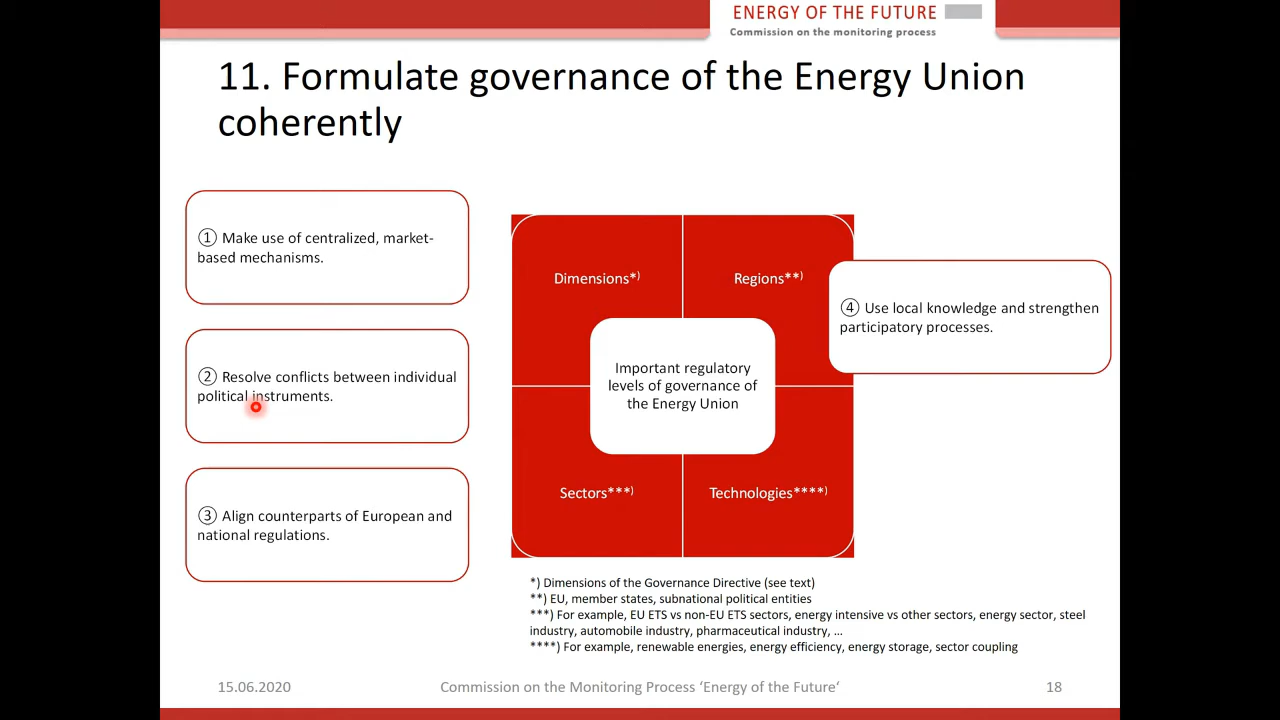 ENERGY OF THE FUTURE
Commission on the monitoring process
11. Formulate governance of the Energy Union
coherently
① Make use of centralized, market-
based mechanisms.
② Resolve conflicts between individual
political instruments.
③ Align counterparts of European and
national regulations.
Dimensions*)
Regions**)
Important regulatory
levels of governance of
the Energy Union
Sectors***)
Technologies****)
④ Use local knowledge and strengthen
participatory processes.
*) Dimensions of the Governance Directive (see text)
**) EU, member states, subnational political entities
***) For example, EU ETS vs non-EU ETS sectors, energy intensive vs other sectors, energy sector, steel
industry, automobile industry, pharmaceutical industry, ...
****) For example, renewable energies, energy efficiency, energy storage, sector coupling
15.06.2020
Commission on the Monitoring Process ‘Energy of the Future‘
18